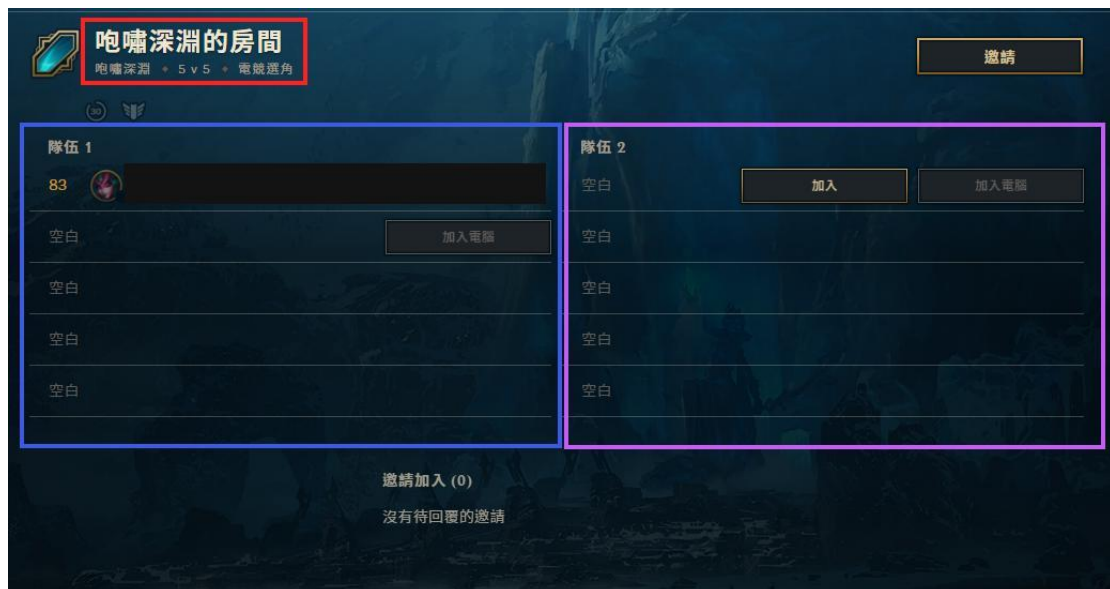 咆嘯深淵的房間
咆嘯深淵 ◆ 5 v 5 ◆ 電競選角
邀請
30
隊伍 1
83
空白 加入電腦
空白
空白
空白
隊伍 2
空白 加入 加入電腦
空白
空白
空白
空白
邀請加入 (0)
沒有待回覆的邀請